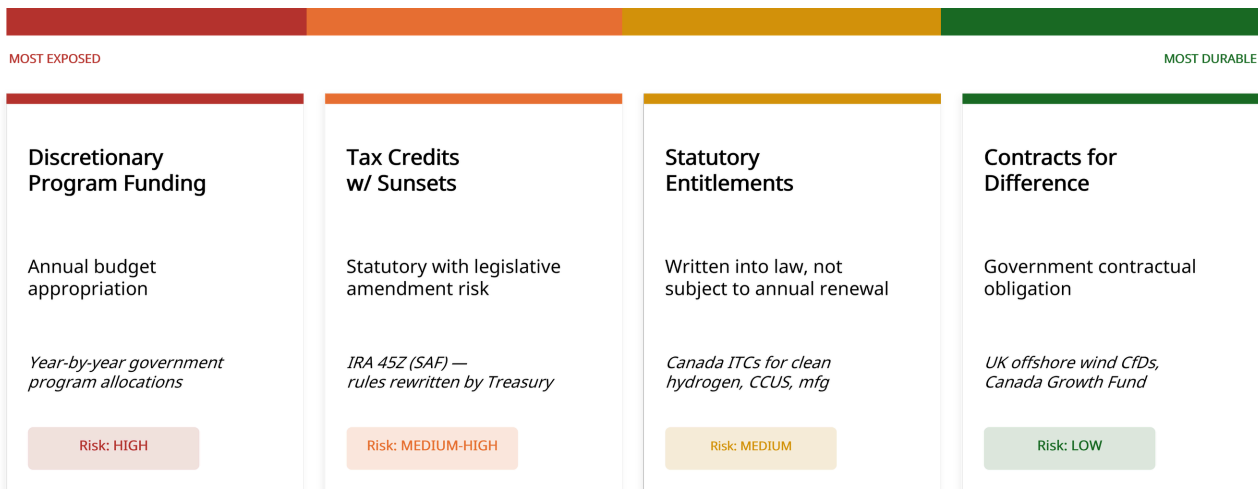 MOST EXPOSED
MOST DURABLE
Discretionary
Program Funding
Annual budget
appropriation
Year-by-year government
program allocations
Risk: HIGH
Tax Credits
w/ Sunsets
Statutory with legislative
amendment risk
IRA 45Z (SAF) —
rules rewritten by Treasury
Risk: MEDIUM-HIGH
Statutory
Entitlements
Written into law, not
subject to annual renewal
Canada ITCs for clean
hydrogen, CCUS, mfg
Risk: MEDIUM
Contracts for
Difference
Government contractual
obligation
UK offshore wind CfDs,
Canada Growth Fund
Risk: LOW